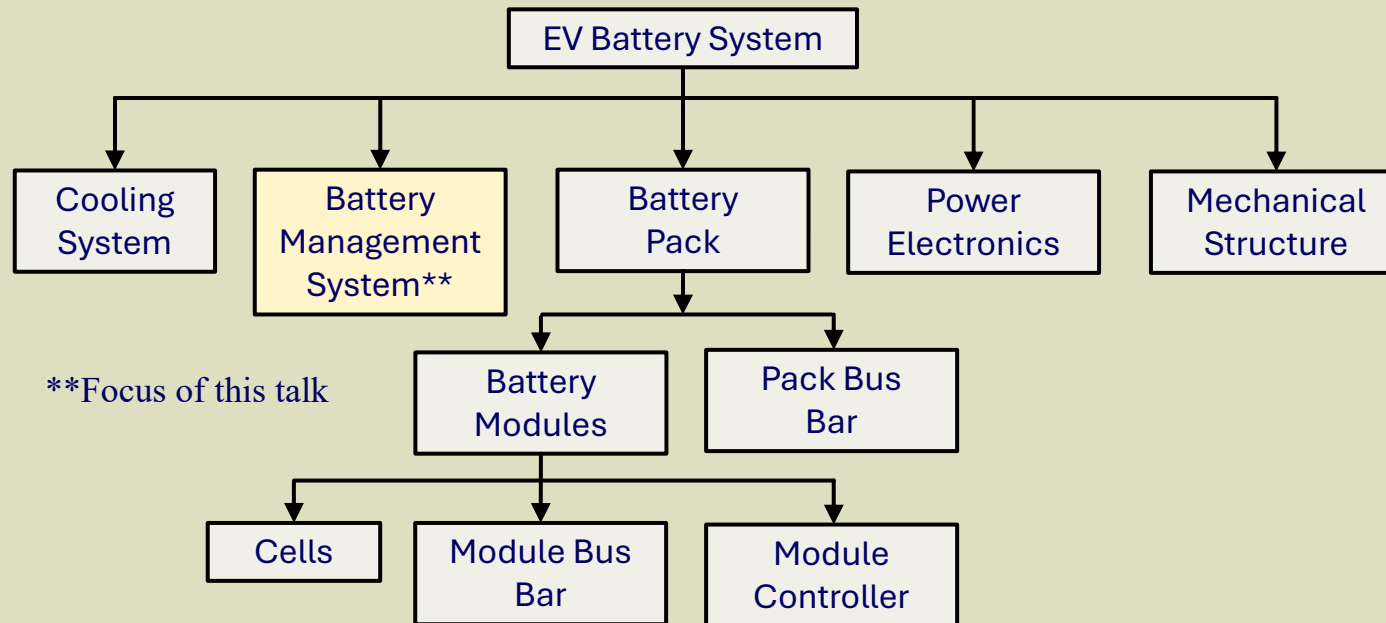 EV Battery System
Cooling
System
Battery
Management
System**
Battery
Pack
Power
Electronics
Mechanical
Structure
**Focus of this talk
Battery
Modules
Pack Bus
Bar
Cells
Module Bus
Bar
Module
Controller